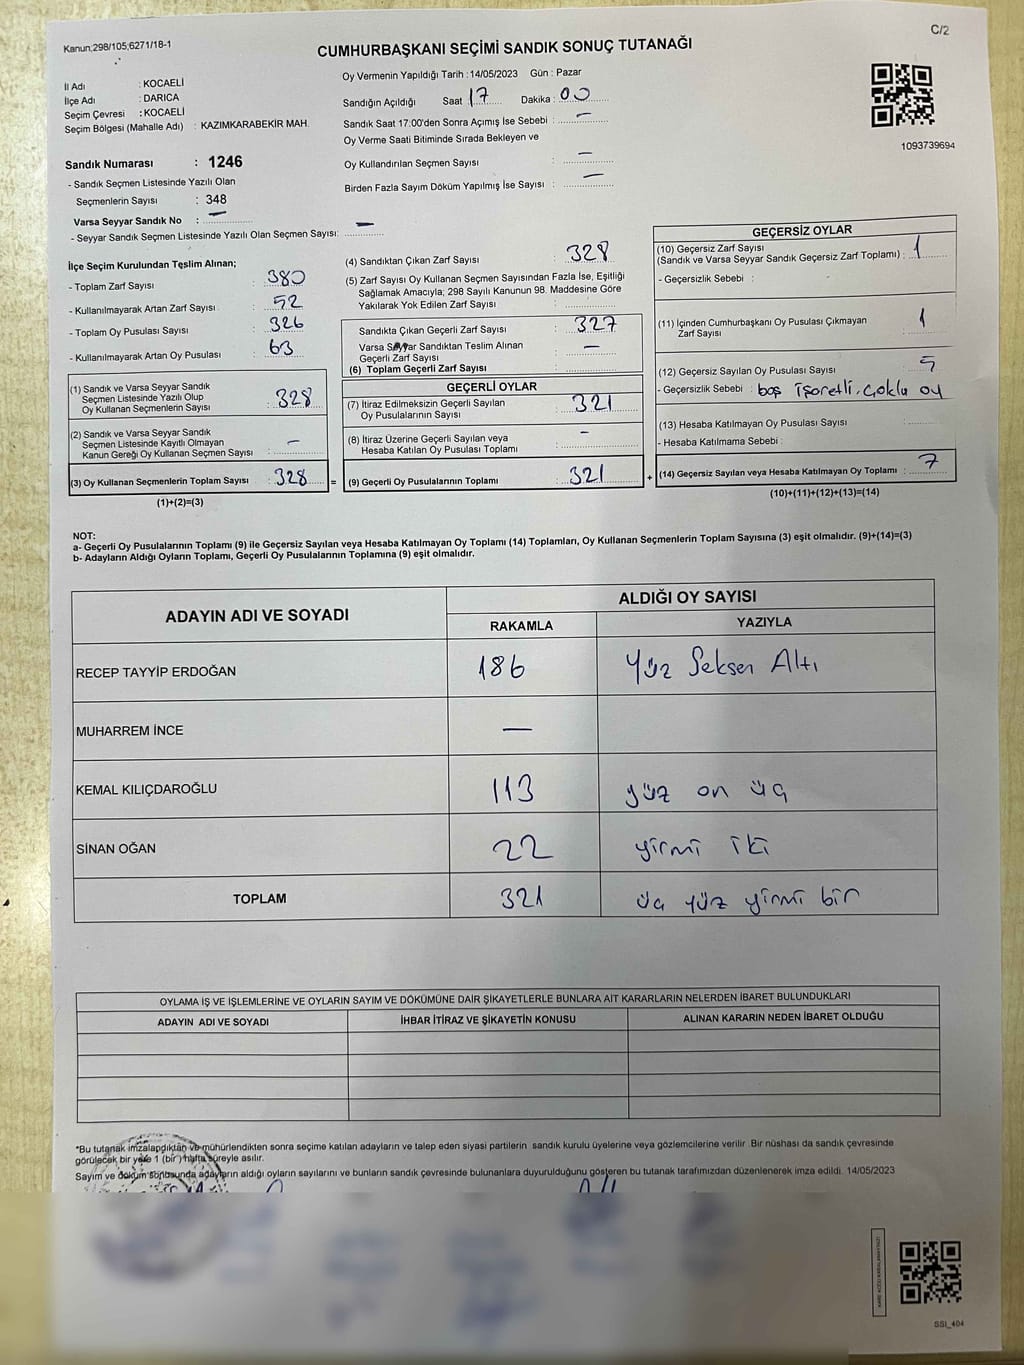 Kanun;298/105;6271/18-1
C/2
CUMHURBAŞKANI SEÇİMİ SANDIK SONUÇ TUTANAĞI
İl Adı : KOCAELİ
İlçe Adı : DARICA
Seçim Çevresi : KOCAELİ
Seçim Bölgesi (Mahalle Adı) : KAZIMKARABEKİR MAH.
Sandık Numarası : 1246
- Sandık Seçmen Listesinde Yazılı Olan
Seçmenlerin Sayısı : 348
Varsa Seyyar Sandık No : —
- Seyyar Sandık Seçmen Listesinde Yazılı Olan Seçmen Sayısı: —
Oy Vermenin Yapıldığı Tarih : 14/05/2023 Gün : Pazar
Sandığın Açıldığı Saat 17 Dakika : 00
Sandık Saat 17:00'den Sonra Açımış İse Sebebi : —
Oy Verme Saati Bitiminde Sırada Bekleyen ve
Oy Kullandırılan Seçmen Sayısı : —
Birden Fazla Sayım Döküm Yapılmış İse Sayısı : —
1093739694
İlçe Seçim Kurulundan Teslim Alınan;
- Toplam Zarf Sayısı : 380
- Kullanılmayarak Artan Zarf Sayısı : 52
- Toplam Oy Pusulası Sayısı : 326
- Kullanılmayarak Artan Oy Pusulası : 63
(1) Sandık ve Varsa Seyyar Sandık
Seçmen Listesinde Yazılı Olup
Oy Kullanan Seçmenlerin Sayısı : 328
(2) Sandık ve Varsa Seyyar Sandık
Seçmen Listesinde Kayıtlı Olmayan
Kanun Gereği Oy Kullanan Seçmen Sayısı : —
(3) Oy Kullanan Seçmenlerin Toplam Sayısı : 328 =
(1)+(2)=(3)
(4) Sandıktan Çıkan Zarf Sayısı : 328
(5) Zarf Sayısı Oy Kullanan Seçmen Sayısından Fazla İse, Eşitliği
Sağlamak Amacıyla; 298 Sayılı Kanunun 98. Maddesine Göre
Yakılarak Yok Edilen Zarf Sayısı :
Sandıkta Çıkan Geçerli Zarf Sayısı : 327
Varsa Seyyar Sandıktan Teslim Alınan
Geçerli Zarf Sayısı : —
(6) Toplam Geçerli Zarf Sayısı :
GEÇERLİ OYLAR
(7) İtiraz Edilmeksizin Geçerli Sayılan
Oy Pusulalarının Sayısı : 321
(8) İtiraz Üzerine Geçerli Sayılan veya
Hesaba Katılan Oy Pusulası Toplamı : —
(9) Geçerli Oy Pusulalarının Toplamı : 321 +
GEÇERSİZ OYLAR
(10) Geçersiz Zarf Sayısı
(Sandık ve Varsa Seyyar Sandık Geçersiz Zarf Toplamı) : 1
- Geçersizlik Sebebi :
(11) İçinden Cumhurbaşkanı Oy Pusulası Çıkmayan
Zarf Sayısı : 1
(12) Geçersiz Sayılan Oy Pusulası Sayısı : 5
- Geçersizlik Sebebi : boş işaretli, çoklu oy
(13) Hesaba Katılmayan Oy Pusulası Sayısı :
- Hesaba Katılmama Sebebi :
(14) Geçersiz Sayılan veya Hesaba Katılmayan Oy Toplamı : 7
(10)+(11)+(12)+(13)=(14)
NOT:
a- Geçerli Oy Pusulalarının Toplamı (9) ile Geçersiz Sayılan veya Hesaba Katılmayan Oy Toplamı (14) Toplamları, Oy Kullanan Seçmenlerin Toplam Sayısına (3) eşit olmalıdır. (9)+(14)=(3)
b- Adayların Aldığı Oyların Toplamı, Geçerli Oy Pusulalarının Toplamına (9) eşit olmalıdır.
ADAYIN ADI VE SOYADI
ALDIĞI OY SAYISI
RAKAMLA YAZIYLA
RECEP TAYYİP ERDOĞAN 186 Yüz Seksen Altı
MUHARREM İNCE —
KEMAL KILIÇDAROĞLU 113 yüz on üç
SİNAN OĞAN 22 yirmi iki
TOPLAM 321 üç yüz yirmi bir
OYLAMA İŞ VE İŞLEMLERİNE VE OYLARIN SAYIM VE DÖKÜMÜNE DAİR ŞİKAYETLERLE BUNLARA AİT KARARLARIN NELERDEN İBARET BULUNDUKLARI
ADAYIN ADI VE SOYADI İHBAR İTİRAZ VE ŞİKAYETİN KONUSU ALINAN KARARIN NEDEN İBARET OLDUĞU
*Bu tutanak imzalandıktan ve mühürlendikten sonra seçime katılan adayların ve talep eden siyasi partilerin sandık kurulu üyelerine veya gözlemcilerine verilir. Bir nüshası da sandık çevresinde
görülecek bir yere 1 (bir) hafta süreyle asılır.
Sayım ve döküm sonucunda adayların aldığı oyların sayılarını ve bunların sandık çevresinde bulunanlara duyurulduğunu gösteren bu tutanak tarafımızdan düzenlenerek imza edildi. 14/05/2023
SSI_404